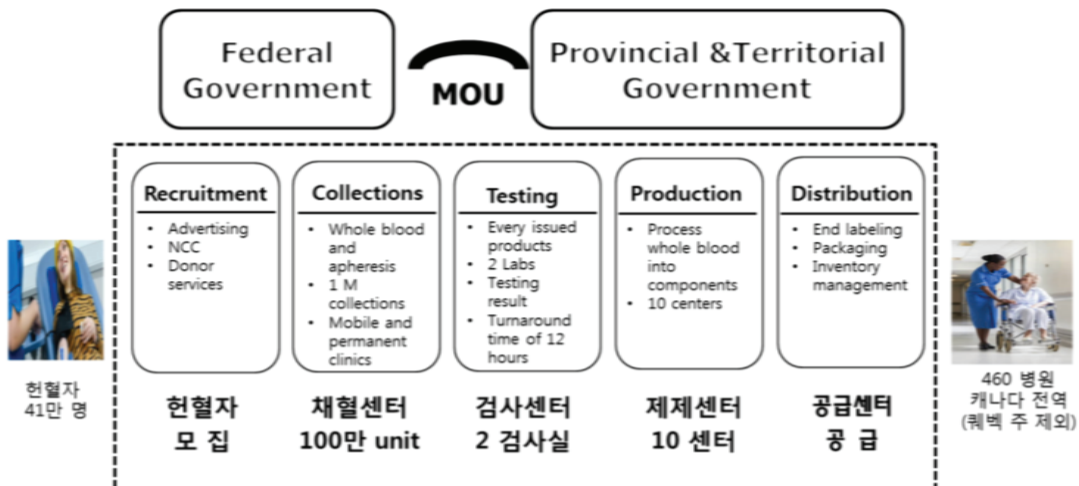 Federal
Government
MOU
Provincial &Territorial
Government
Recruitment
• Advertising
• NCC
• Donor
services
Collections
• Whole blood
and
apheresis
• 1 M
collections
• Mobile and
permanent
clinics
Testing
• Every issued
products
• 2 Labs
• Testing
result
• Turnaround
time of 12
hours
Production
• Process
whole blood
into
components
• 10 centers
Distribution
• End labeling
• Packaging
• Inventory
management
헌혈자
41만 명
헌혈자
모 집
채혈센터
100만 unit
검사센터
2 검사실
제제센터
10 센터
공급센터
공 급
460 병원
캐나다 전역
(퀘벡 주 제외)